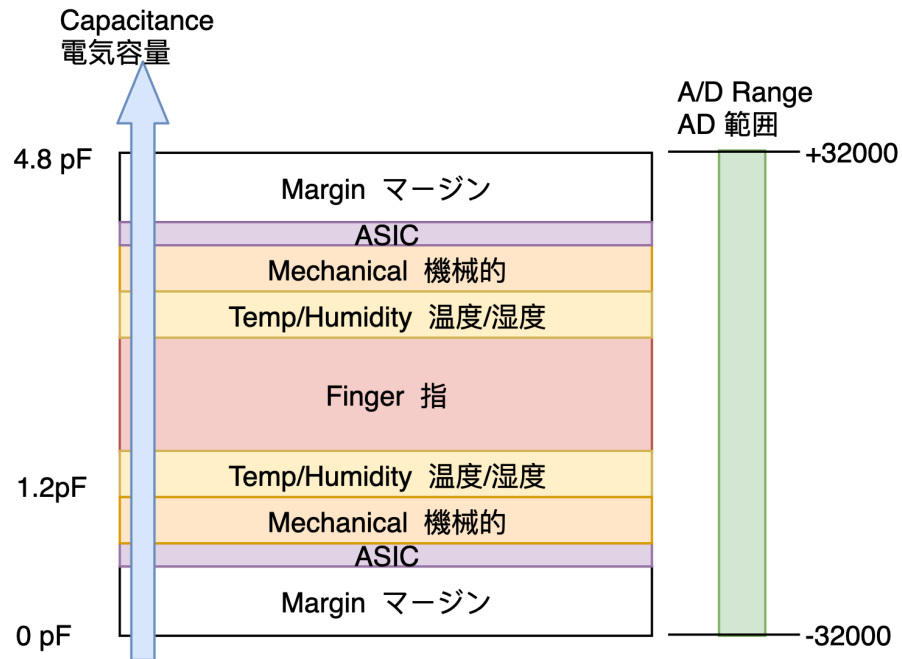 Capacitance
電気容量
A/D Range
AD 範囲
4.8 pF
+32000
Margin マージン
ASIC
Mechanical 機械的
Temp/Humidity 温度/湿度
Finger 指
Temp/Humidity 温度/湿度
1.2pF
Mechanical 機械的
ASIC
Margin マージン
0 pF
-32000